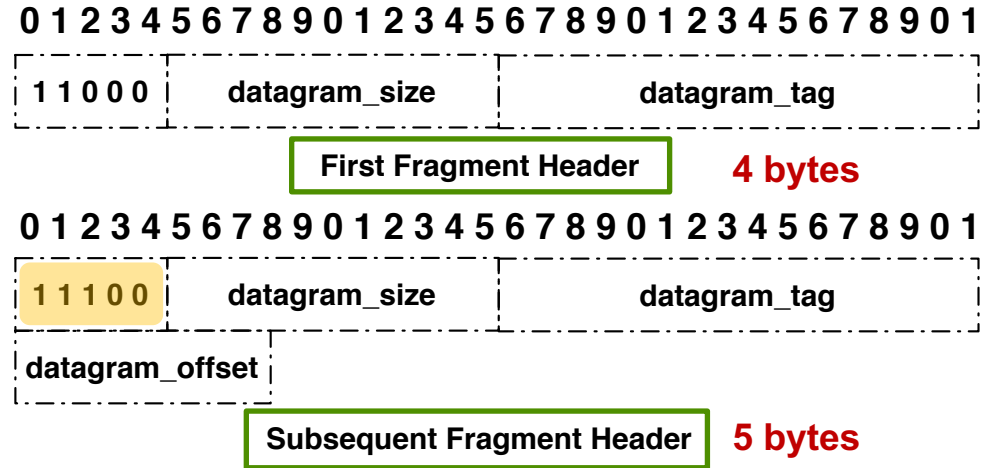 0 1 2 3 4 5 6 7 8 9 0 1 2 3 4 5 6 7 8 9 0 1 2 3 4 5 6 7 8 9 0 1
1 1 0 0 0 datagram_size datagram_tag
First Fragment Header 4 bytes
0 1 2 3 4 5 6 7 8 9 0 1 2 3 4 5 6 7 8 9 0 1 2 3 4 5 6 7 8 9 0 1
1 1 1 0 0 datagram_size datagram_tag
datagram_offset
Subsequent Fragment Header 5 bytes